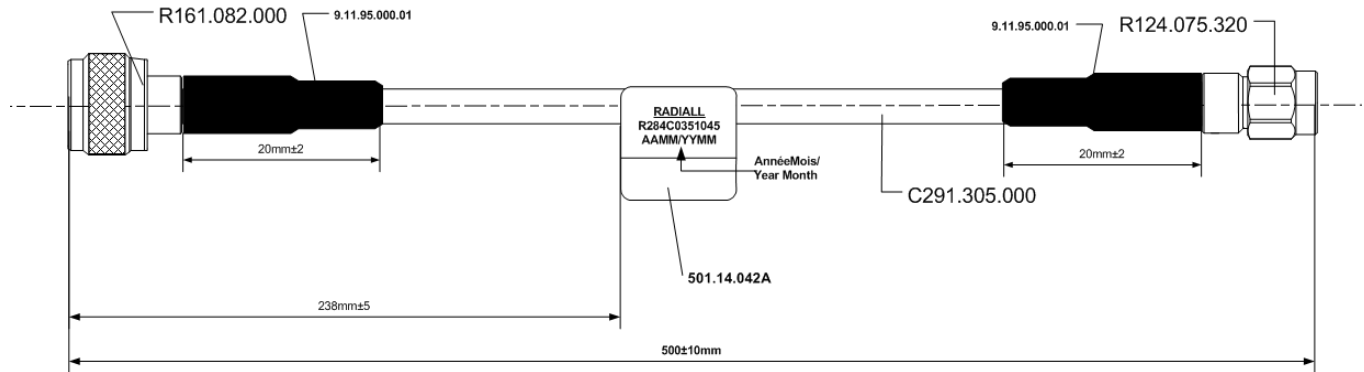 R161.082.000
9.11.95.000.01
9.11.95.000.01
R124.075.320
RADIALL
R284C0351045
AAMM/YYMM
20mm±2
20mm±2
AnnéeMois/
Year Month
C291.305.000
501.14.042A
238mm±5
500±10mm